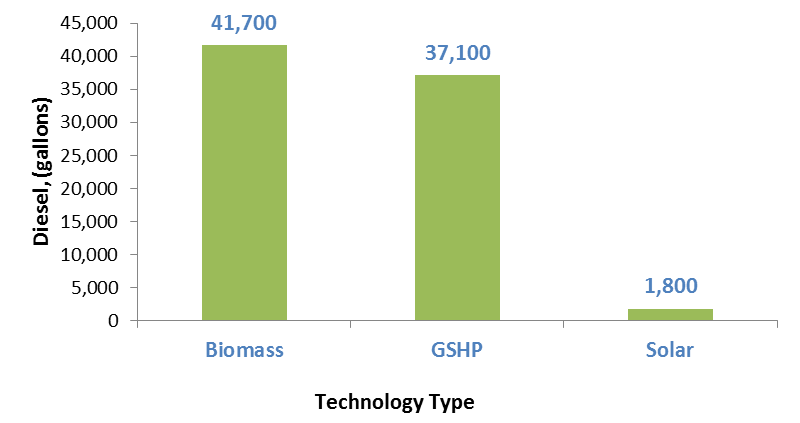 Diesel, (gallons)
45,000
40,000
35,000
30,000
25,000
20,000
15,000
10,000
5,000
0
41,700
37,100
1,800
Biomass
GSHP
Solar
Technology Type